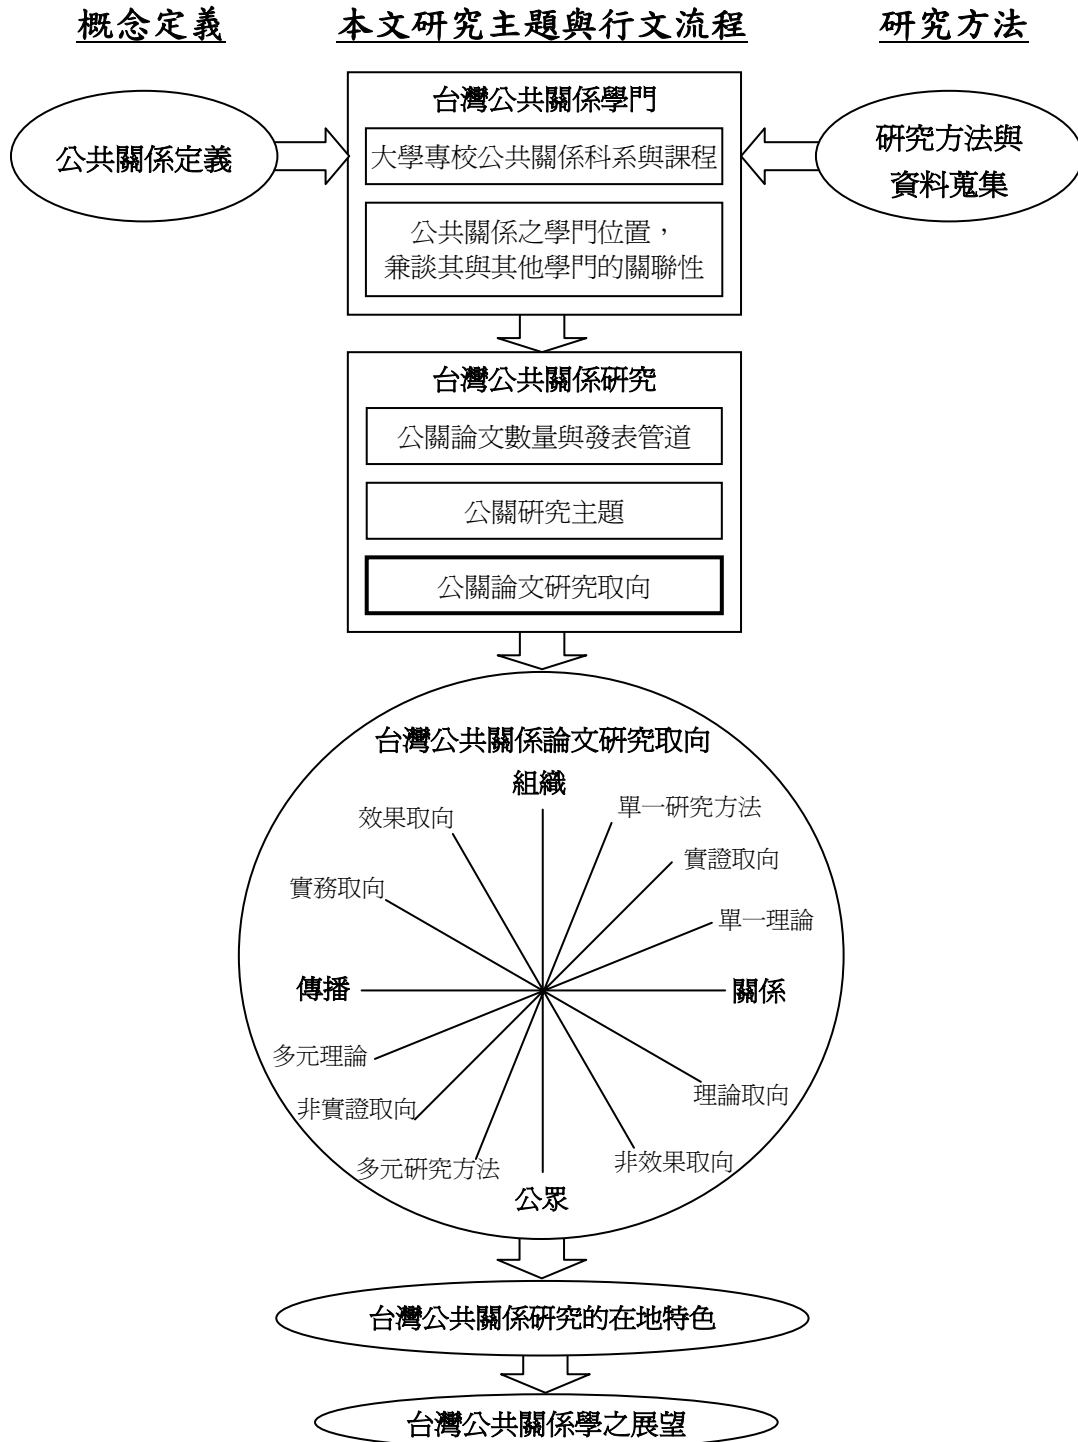 概念定義
本文研究主題與行文流程
研究方法
台灣公共關係學門
公共關係定義
大學專校公共關係科系與課程
研究方法與
資料蒐集
公共關係之學門位置，
兼談其與其他學門的關聯性
台灣公共關係研究
公關論文數量與發表管道
公關研究主題
公關論文研究取向
台灣公共關係論文研究取向
組織
效果取向
單一研究方法
實證取向
實務取向
單一理論
傳播
關係
多元理論
理論取向
非實證取向
多元研究方法
非效果取向
公眾
台灣公共關係研究的在地特色
台灣公共關係學之展望